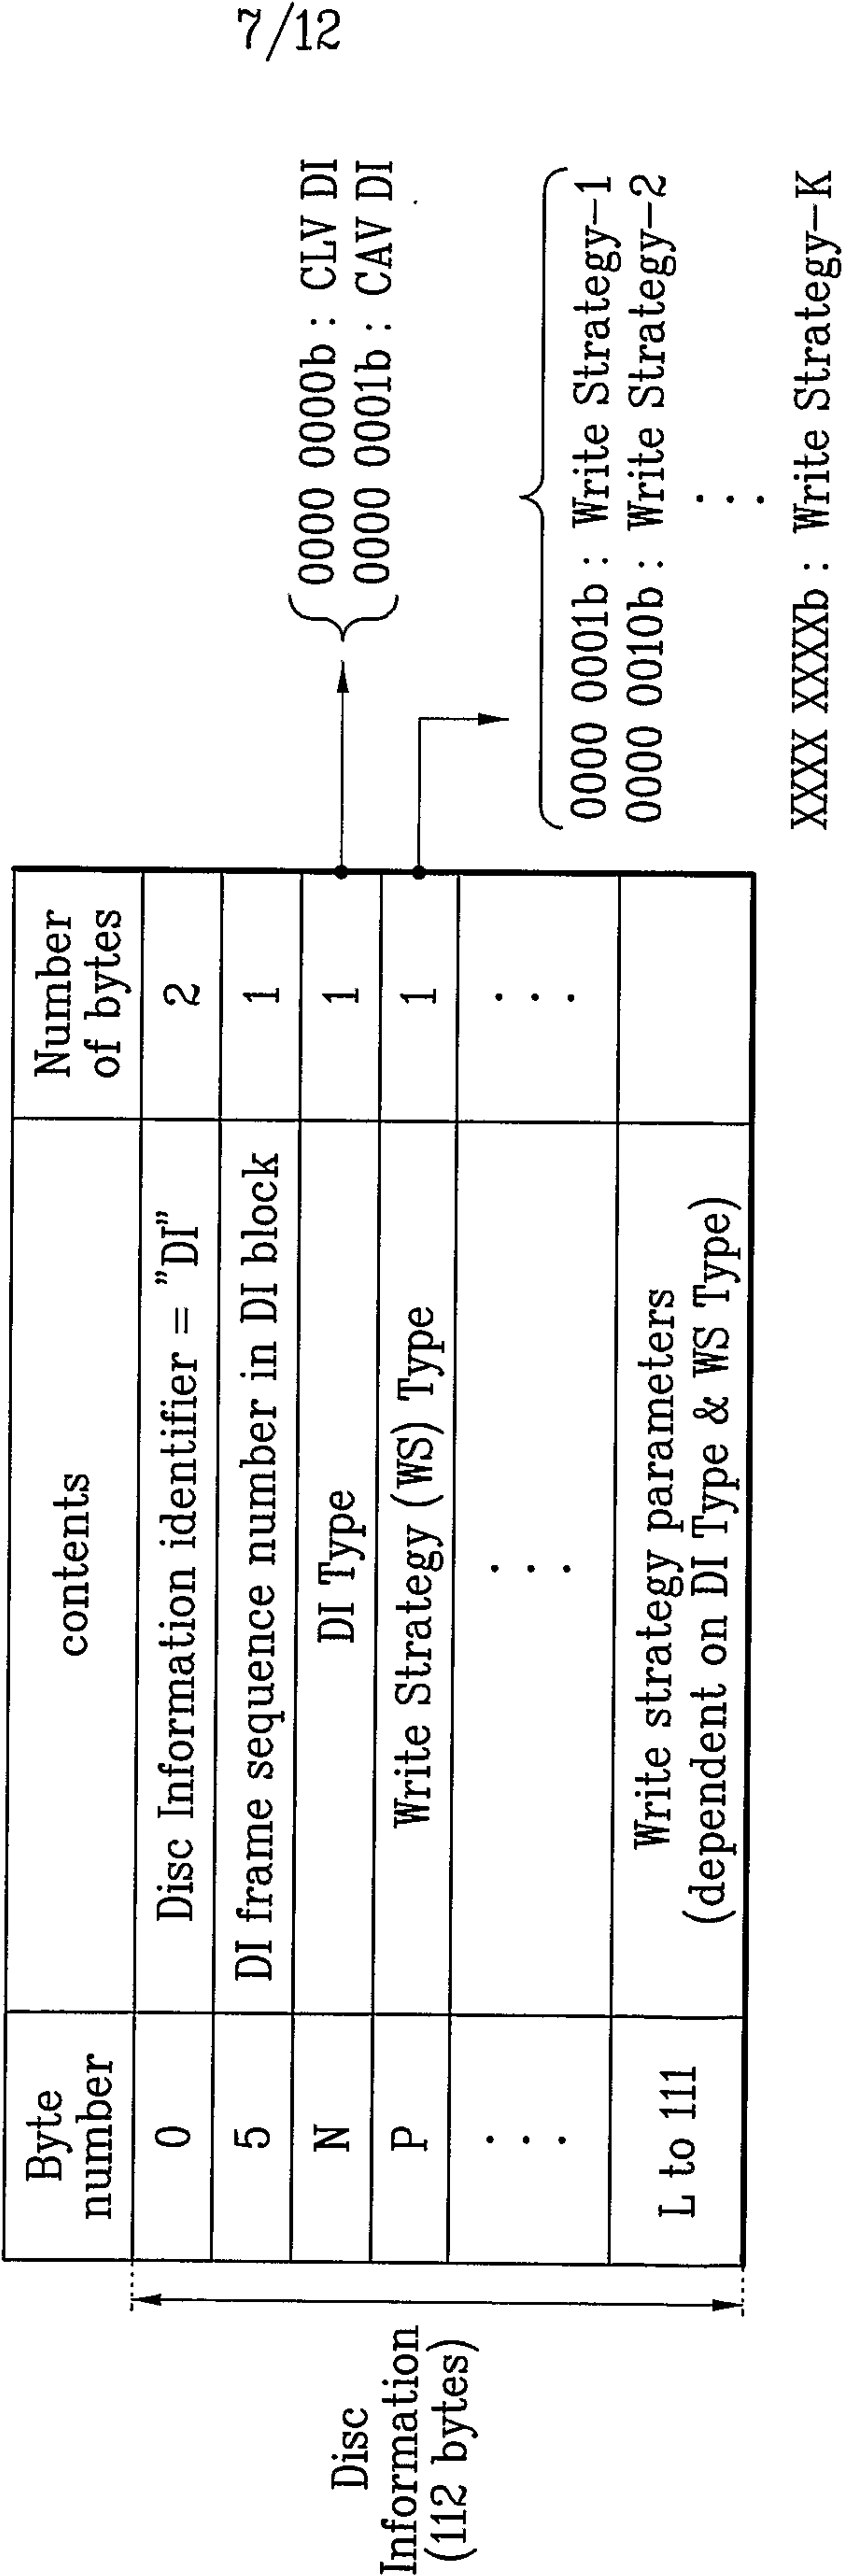 7/12
Byte
number
contents
Number
of bytes
0
Disc Information identifier = "DI"
2
5
DI frame sequence number in DI block
1
N
DI Type
1
0000 0000b : CLV DI
0000 0001b : CAV DI
P
Write Strategy (WS) Type
1
0000 0001b : Write Strategy-1
0000 0010b : Write Strategy-2
...
XXXX XXXXb : Write Strategy-K
...
...
...
L to 111
Write strategy parameters
(dependent on DI Type & WS Type)
Disc
Information
(112 bytes)